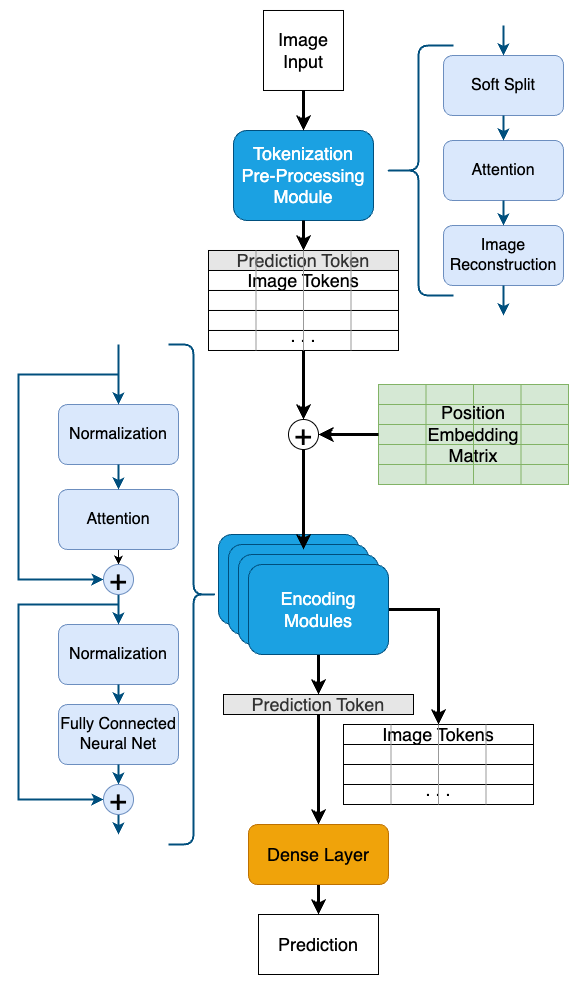 Image
Input
Tokenization
Pre-Processing
Module
Soft Split
Attention
Image
Reconstruction
Prediction Token
Image Tokens
. . .
Position
Embedding
Matrix
+
Normalization
Attention
+
Normalization
Fully Connected
Neural Net
+
Encoding
Modules
Prediction Token
Image Tokens
. . .
Dense Layer
Prediction